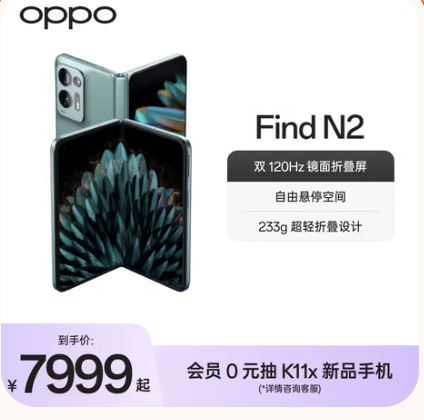 oppo
Find N2
双 120Hz 镜面折叠屏
自由悬停空间
233g 超轻折叠设计
到手价:
¥7999起
会员 0 元抽 K11x 新品手机
(*详情咨询客服)